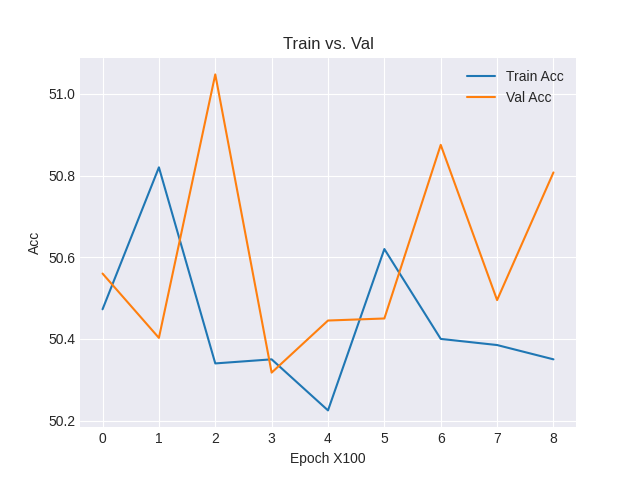 Train vs. Val
Train Acc
Val Acc
Acc
51.0
50.8
50.6
50.4
50.2
0 1 2 3 4 5 6 7 8
Epoch X100